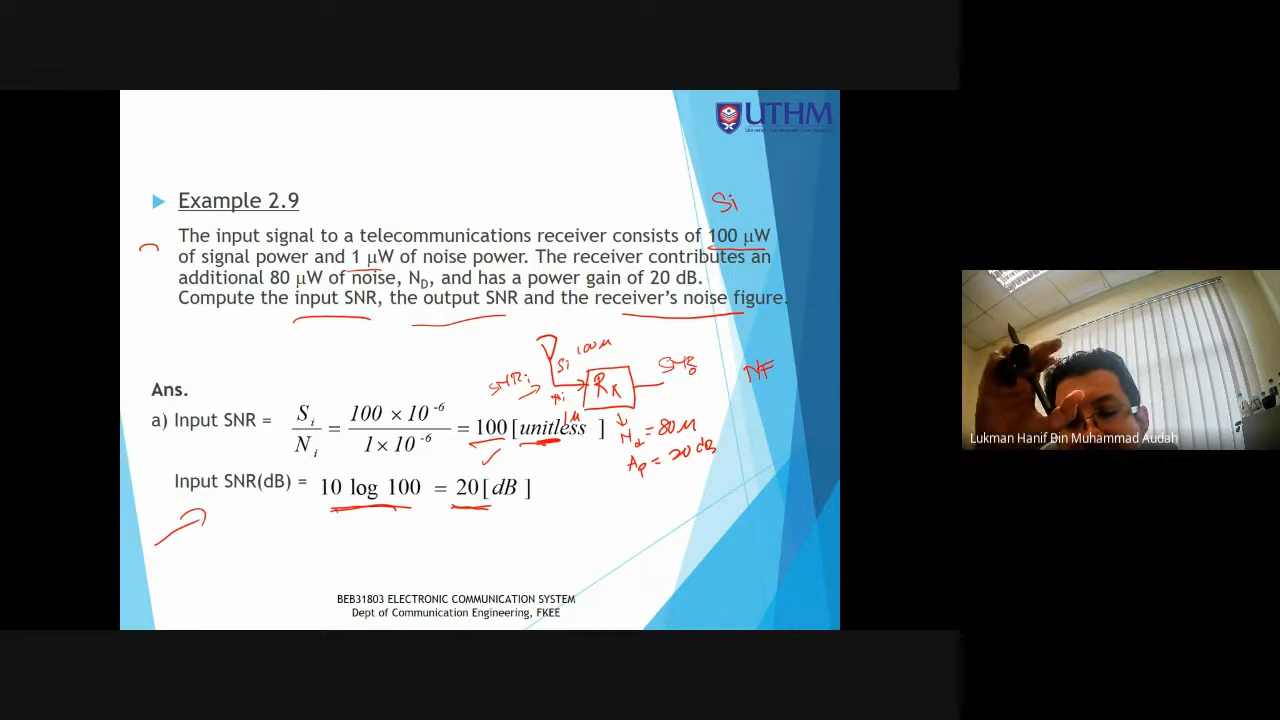 UTHM
Example 2.9
Si
The input signal to a telecommunications receiver consists of 100 μW
of signal power and 1 μW of noise power. The receiver contributes an
additional 80 μW of noise, N_D, and has a power gain of 20 dB.
Compute the input SNR, the output SNR and the receiver's noise figure.
Si 100μ
SNRi
Rx
SNRo
NF
1μ
Nd = 80μ
Ap = 20 dB
Ans.
a) Input SNR = S_i / N_i = 100 × 10^-6 / 1 × 10^-6 = 100 [unitless ]
Input SNR(dB) = 10 log 100 = 20[ dB ]
BEB31803 ELECTRONIC COMMUNICATION SYSTEM
Dept of Communication Engineering, FKEE
Lukman Hanif Bin Muhammad Audah